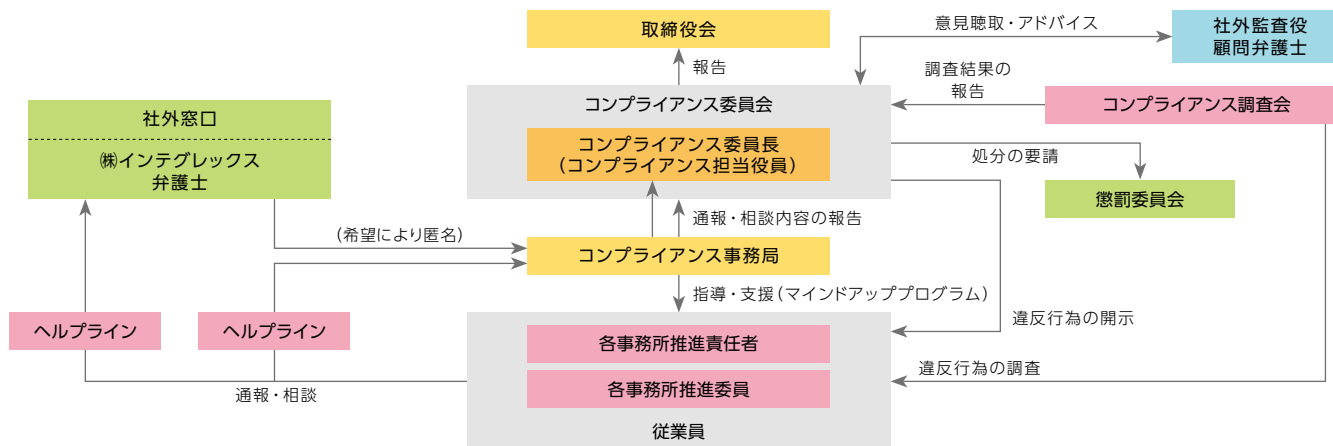 取締役会
意見聴取・アドバイス
社外監査役
顧問弁護士
報告
調査結果の
報告
コンプライアンス委員会
コンプライアンス調査会
社外窓口
㈱インテグレックス
弁護士
コンプライアンス委員長
(コンプライアンス担当役員)
処分の要請
懲罰委員会
通報・相談内容の報告
(希望により匿名)
コンプライアンス事務局
指導・支援(マインドアッププログラム)
ヘルプライン
ヘルプライン
違反行為の開示
各事務所推進責任者
違反行為の調査
各事務所推進委員
通報・相談
従業員